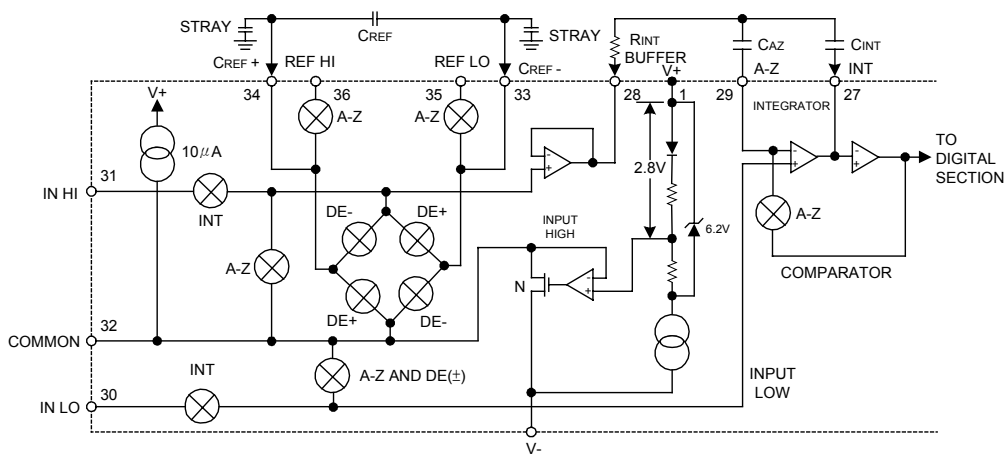 STRAY
CREF
STRAY
RINT
CAZ
CINT
CREF + REF HI REF LO CREF - BUFFER V+ A-Z INT
34 36 35 33 28 1 29 27
V+
A-Z
A-Z
INTEGRATOR
10µA
2.8V
TO
DIGITAL
SECTION
31
IN HI
INT
DE- DE+
INPUT
HIGH
6.2V
A-Z
A-Z
N
COMPARATOR
DE+ DE-
32
COMMON
INT
A-Z AND DE(±)
INPUT
LOW
30
IN LO
V-
- + - + - + - +